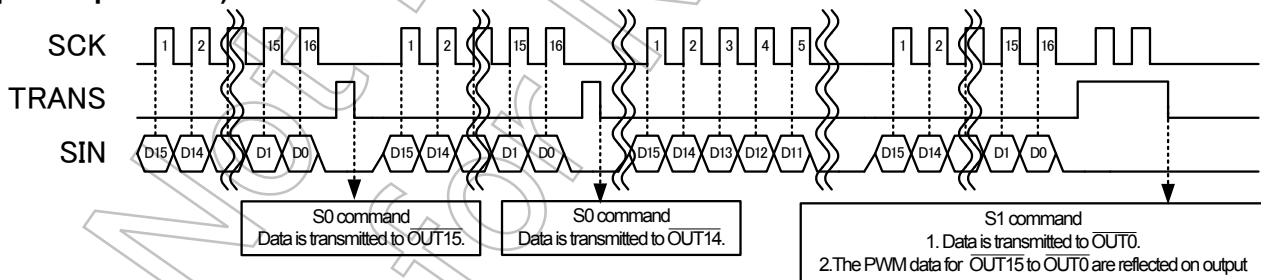 SCK 1 2 15 16 1 2 15 16 1 2 3 4 5 1 2 15 16
TRANS
SIN D15 D14 D1 D0 D15 D14 D1 D0 D15 D14 D13 D12 D11 D15 D14 D1 D0
S0 command
Data is transmitted to OUT15.
S0 command
Data is transmitted to OUT14.
S1 command
1. Data is transmitted to OUT0.
2.The PWM data for OUT15 to OUT0 are reflected on output
Not
for